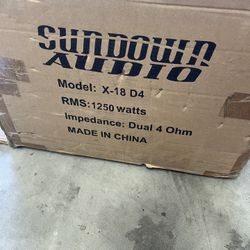 SUNDOWN
AUDIO
Model: X-18 D4
RMS: 1250 watts
Impedance: Dual 4 Ohm
MADE IN CHINA